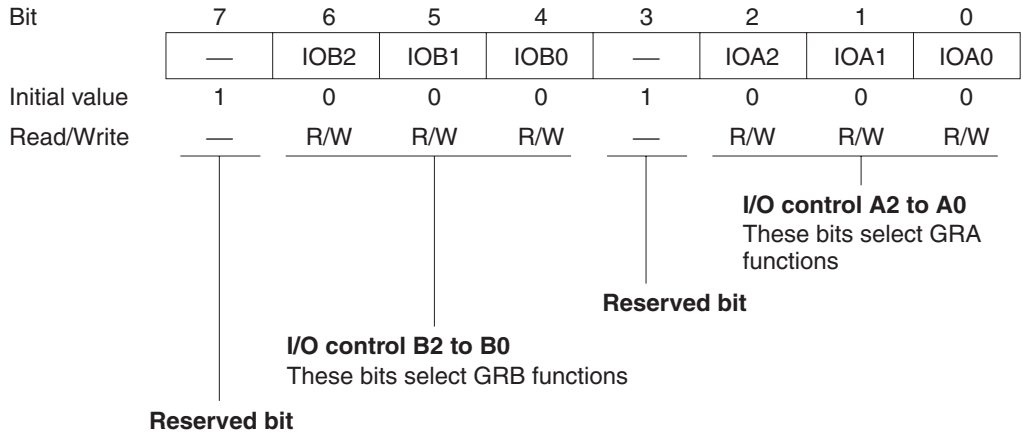 Bit 7 6 5 4 3 2 1 0
— IOB2 IOB1 IOB0 — IOA2 IOA1 IOA0
Initial value 1 0 0 0 1 0 0 0
Read/Write — R/W R/W R/W — R/W R/W R/W
I/O control A2 to A0
These bits select GRA
functions
Reserved bit
I/O control B2 to B0
These bits select GRB functions
Reserved bit